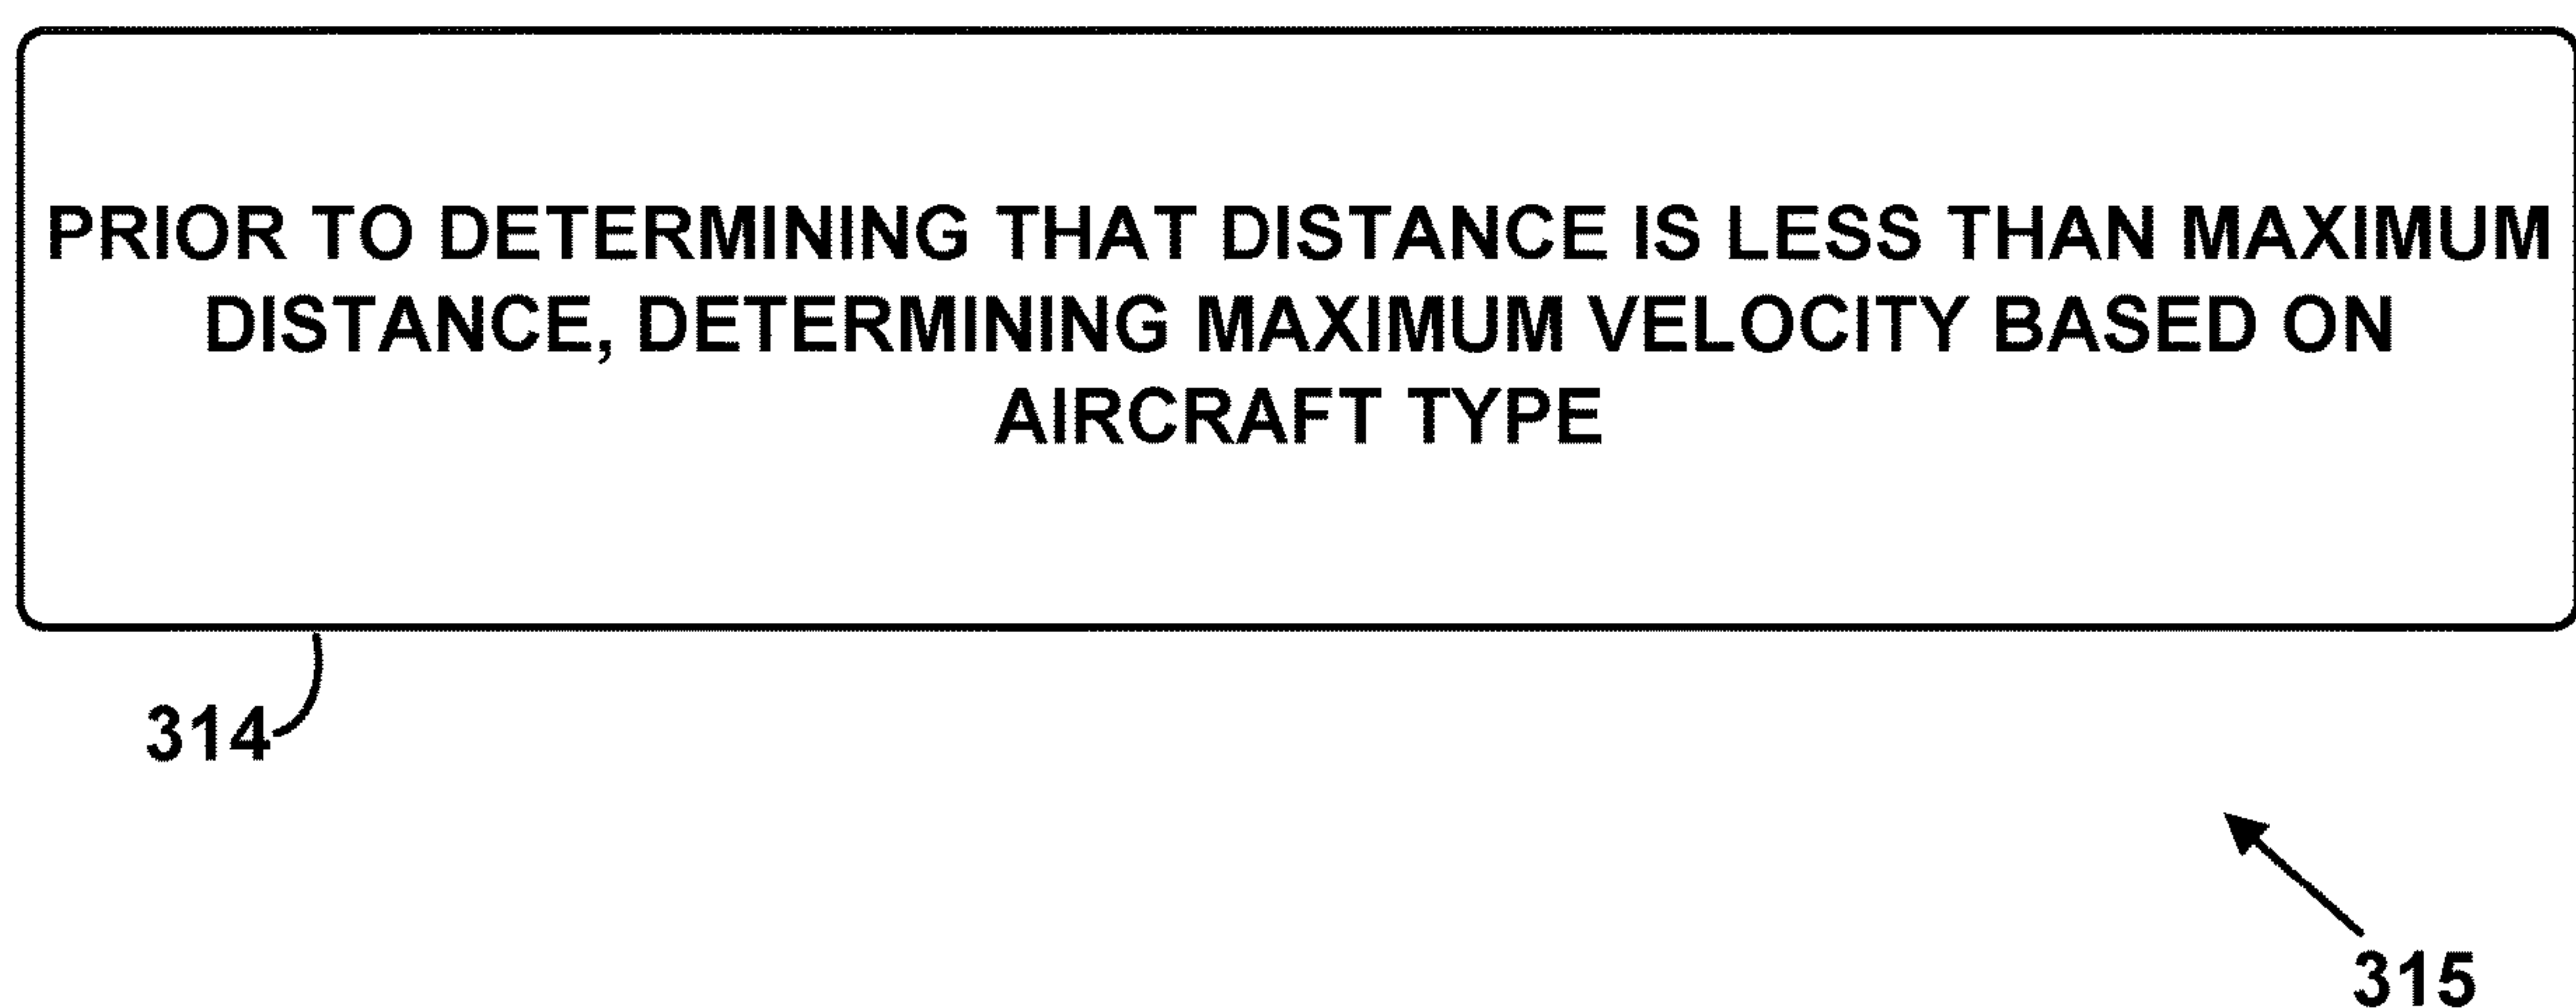 PRIOR TO DETERMINING THAT DISTANCE IS LESS THAN MAXIMUM
DISTANCE, DETERMINING MAXIMUM VELOCITY BASED ON
AIRCRAFT TYPE
314
315